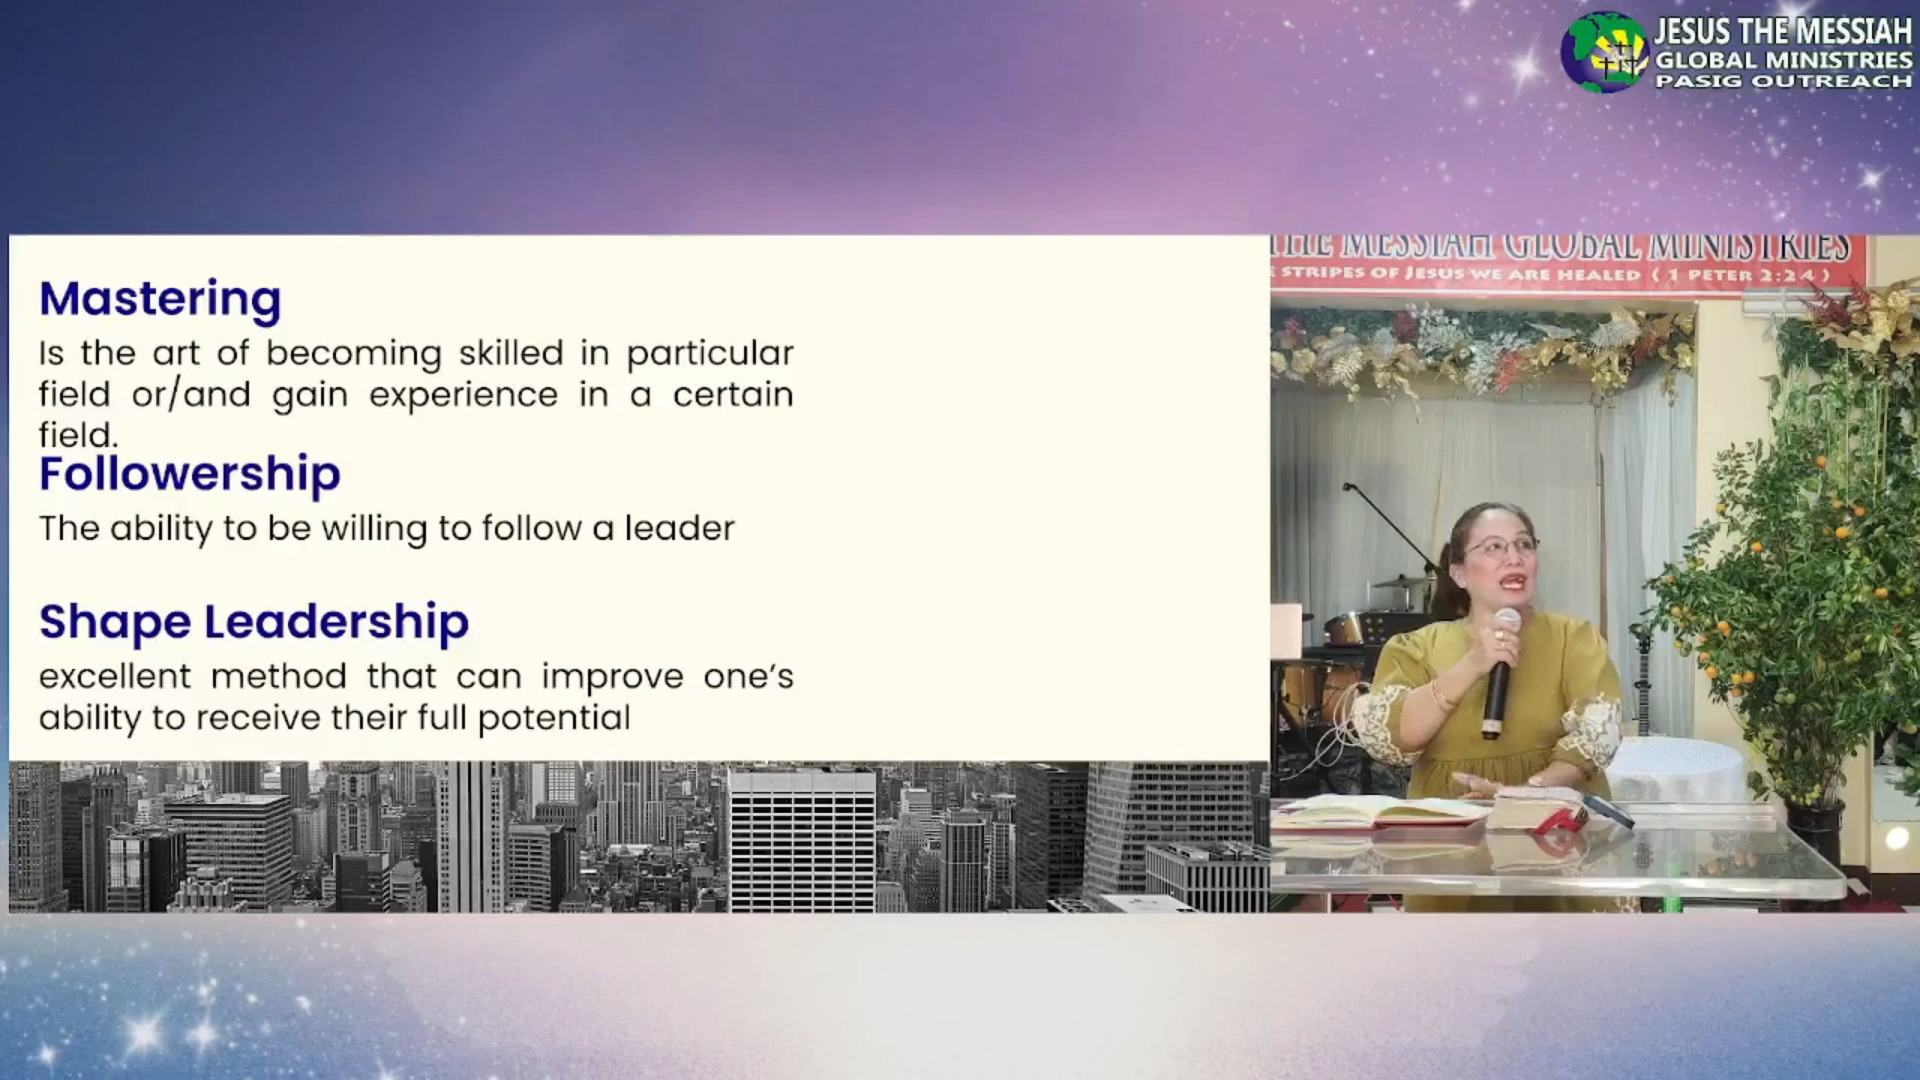 JESUS THE MESSIAH
GLOBAL MINISTRIES
PASIG OUTREACH
Mastering
Is the art of becoming skilled in particular
field or/and gain experience in a certain
field.
Followership
The ability to be willing to follow a leader
Shape Leadership
excellent method that can improve one's
ability to receive their full potential
THE MESSIAH GLOBAL MINISTRIES
STRIPES OF JESUS WE ARE HEALED ( 1 PETER 2:24 )